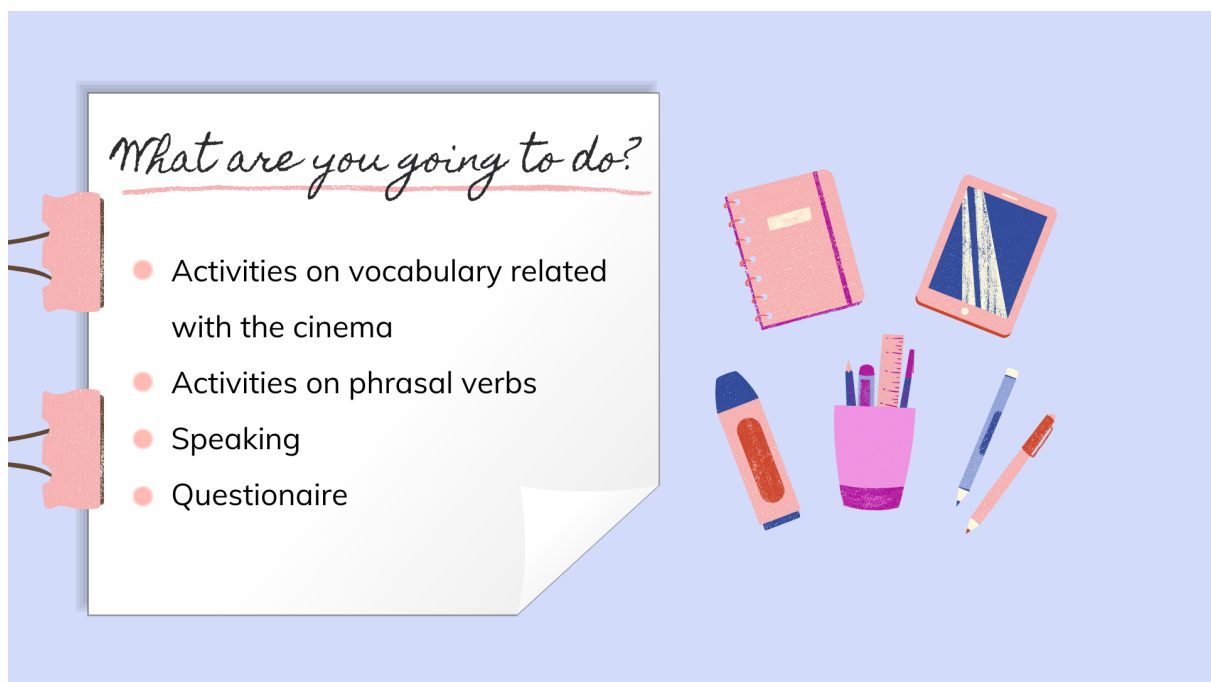 What are you going to do?
Activities on vocabulary related
with the cinema
Activities on phrasal verbs
Speaking
Questionaire